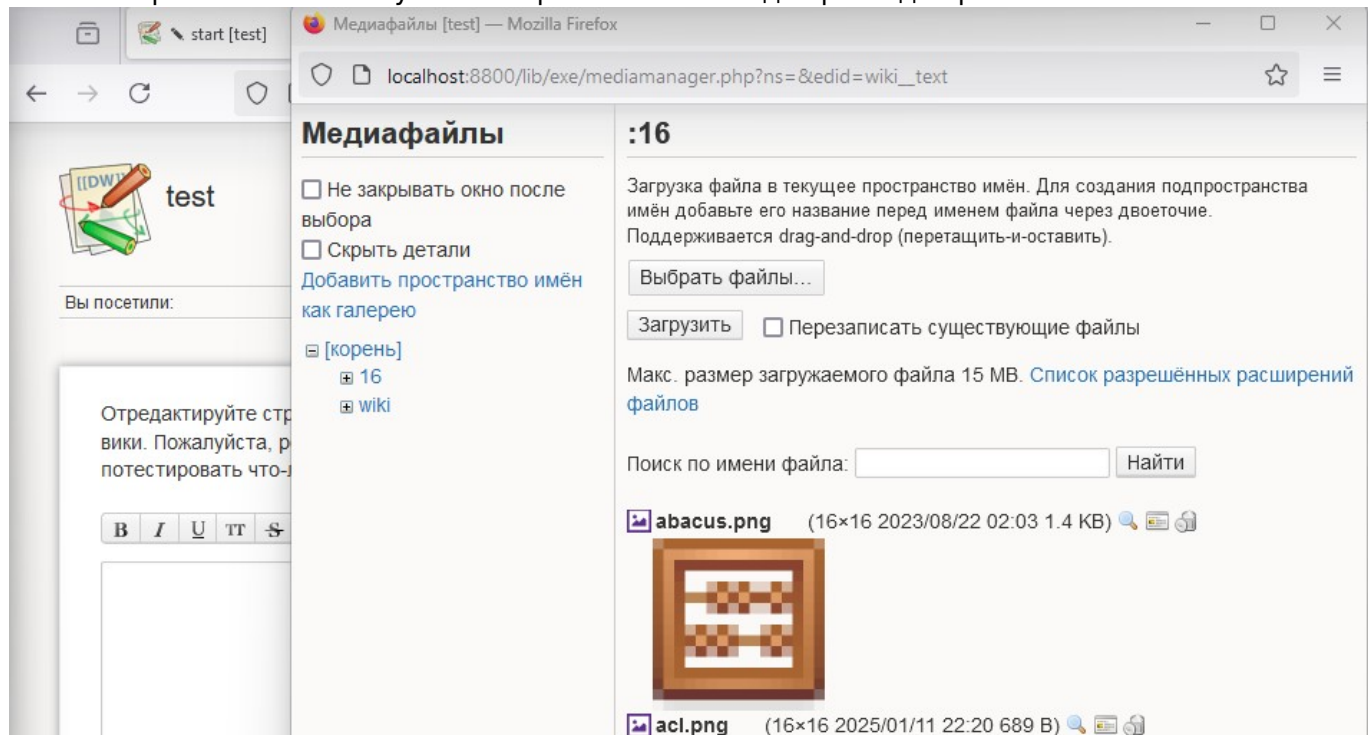 start [test]
Медиафайлы [test] — Mozilla Firefox
localhost:8800/lib/exe/mediamanager.php?ns=&edid=wiki__text
[[DW]]
test
Вы посетили:
Отредактируйте стр
вики. Пожалуйста, р
потестировать что-л
B I U TT S
Медиафайлы
Не закрывать окно после
выбора
Скрыть детали
Добавить пространство имён
как галерею
[корень]
16
wiki
:16
Загрузка файла в текущее пространство имён. Для создания подпространства
имён добавьте его название перед именем файла через двоеточие.
Поддерживается drag-and-drop (перетащить-и-оставить).
Выбрать файлы...
Загрузить Перезаписать существующие файлы
Макс. размер загружаемого файла 15 MB. Список разрешённых расширений
файлов
Поиск по имени файла: Найти
abacus.png (16×16 2023/08/22 02:03 1.4 KB)
acl.png (16×16 2025/01/11 22:20 689 B)